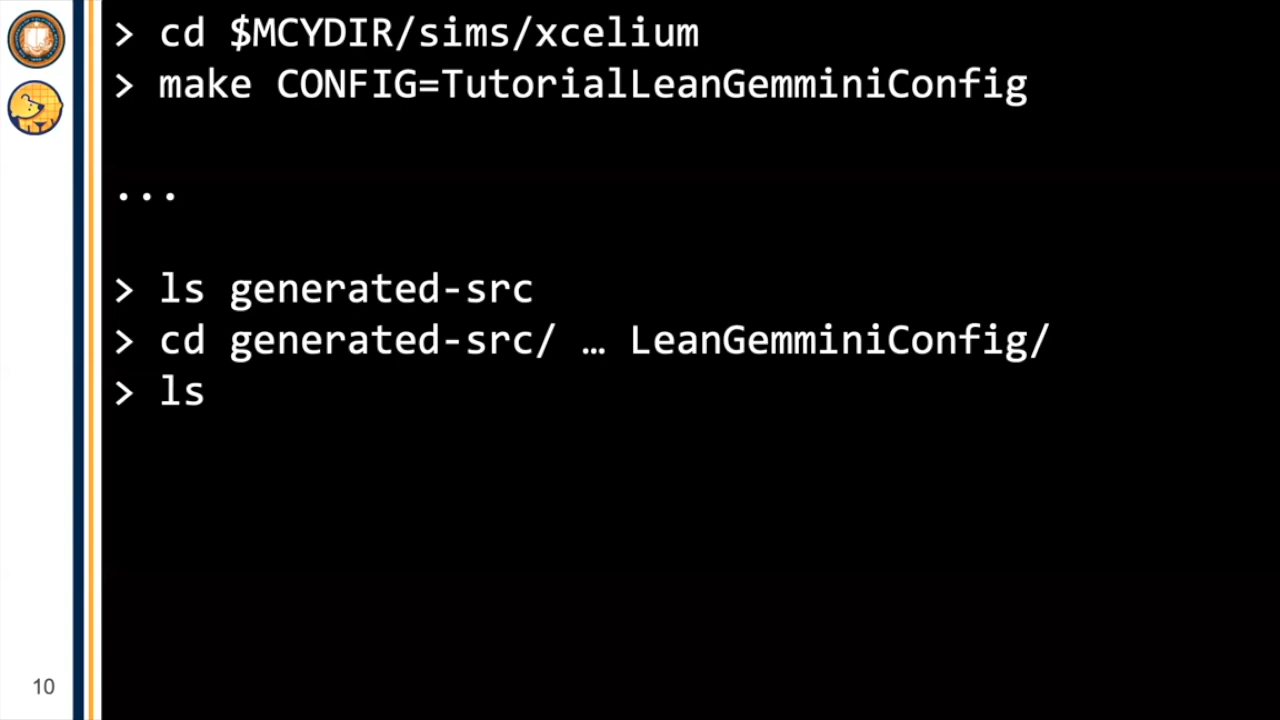 > cd $MCYDIR/sims/xcelium
> make CONFIG=TutorialLeanGemminiConfig
...
> ls generated-src
> cd generated-src/ … LeanGemminiConfig/
> ls
10